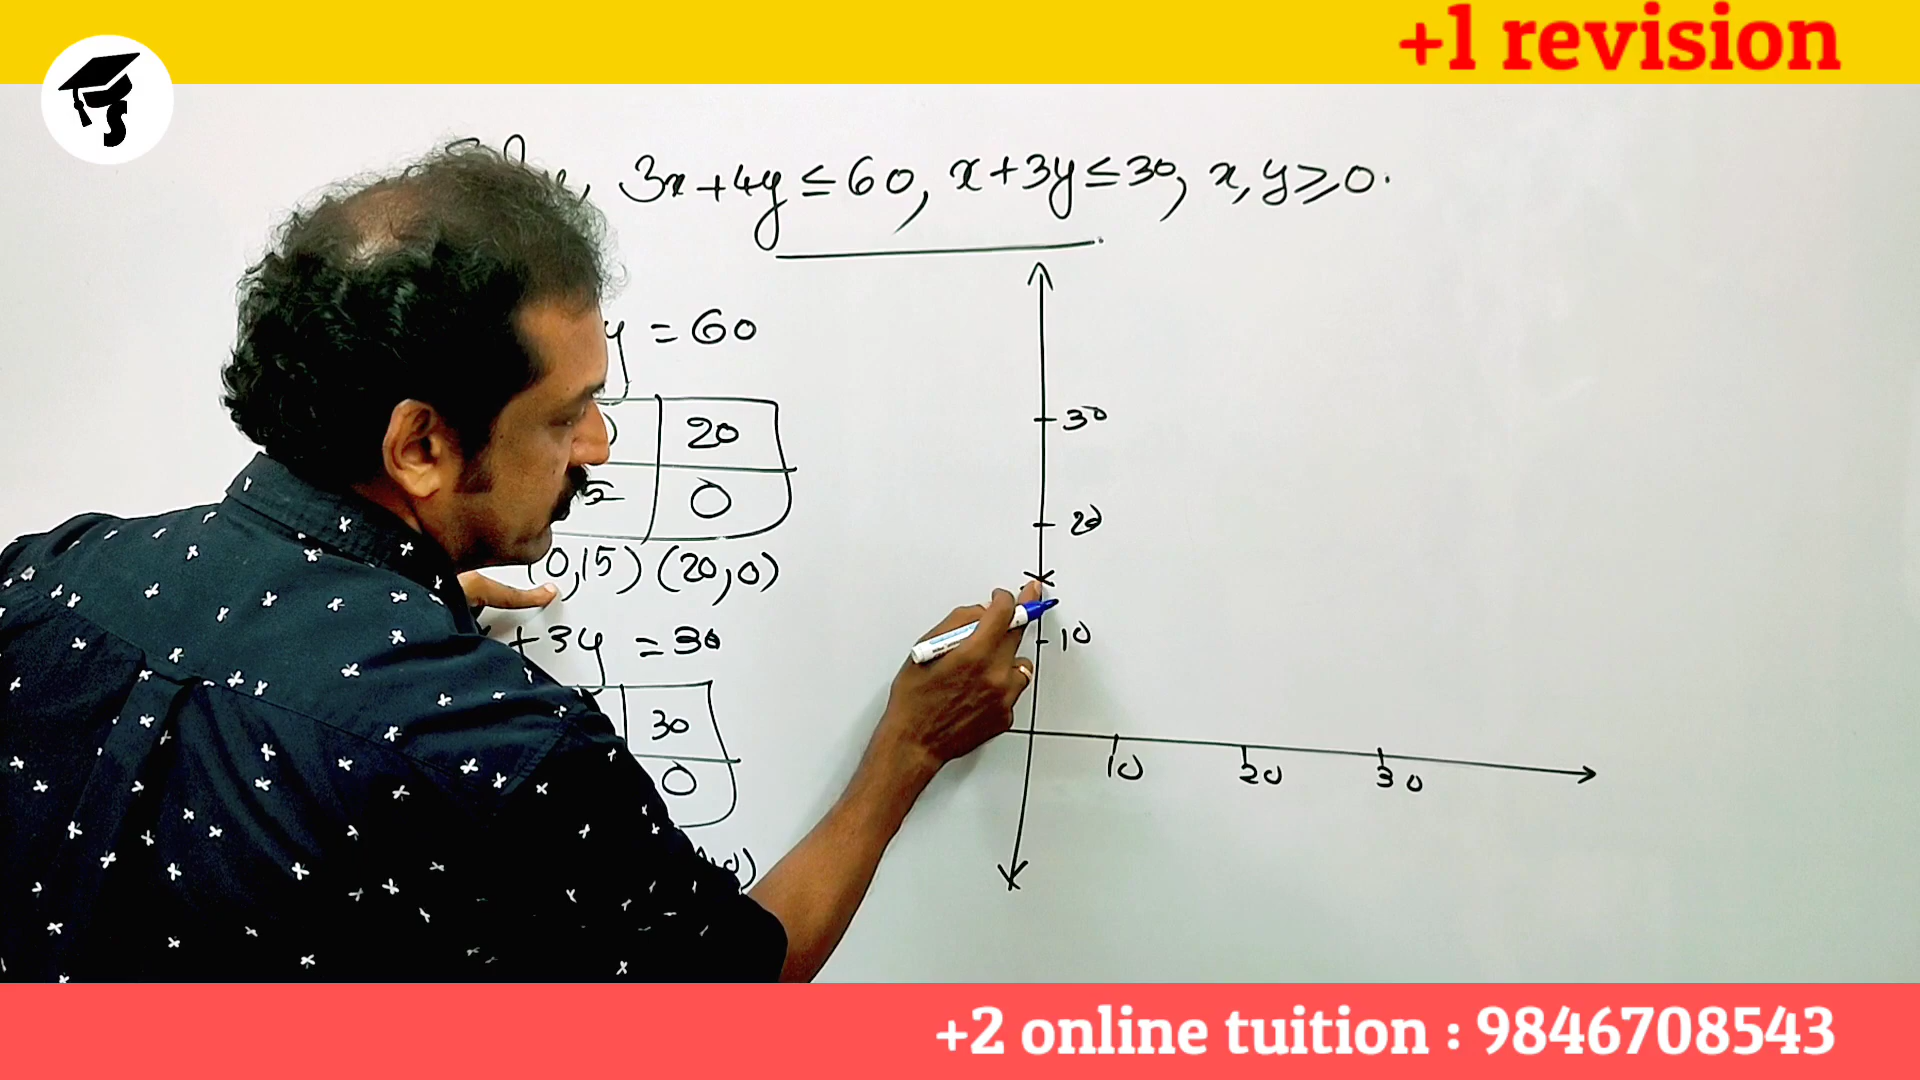 +1 revision
3x+4y≤60, x+3y≤30, x, y≥0.
y = 60
20
0
(0,15) (20,0)
+3y = 30
30
0
30
20
10
10 20 30
+2 online tuition : 9846708543